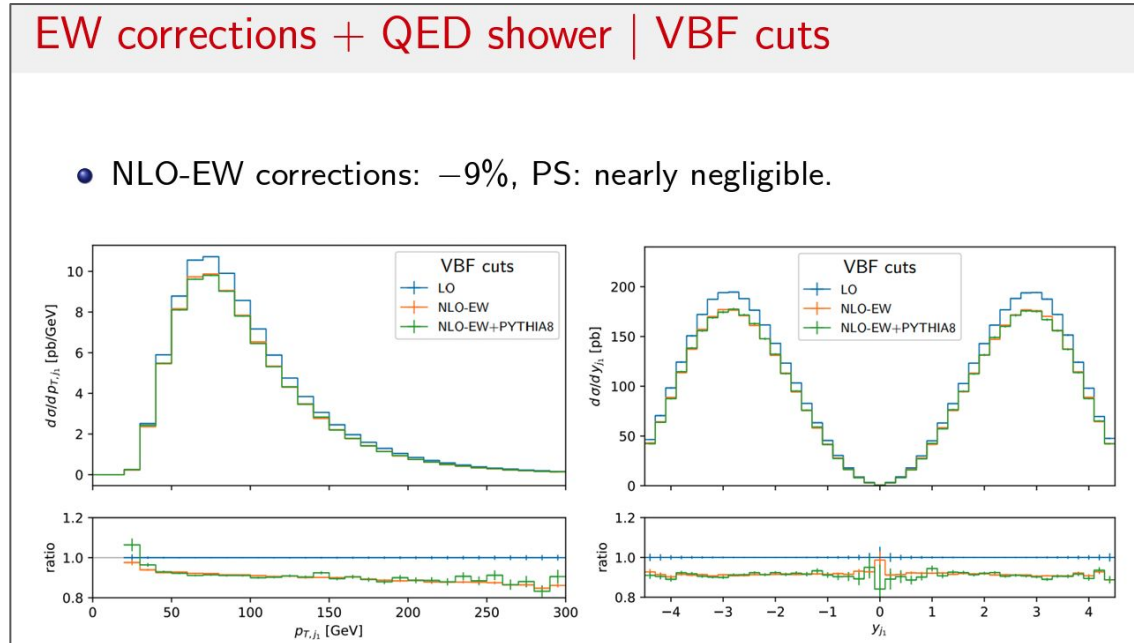 EW corrections + QED shower | VBF cuts
NLO-EW corrections: −9%, PS: nearly negligible.
VBF cuts
LO
NLO-EW
NLO-EW+PYTHIA8
dσ/dp_{T,j_1} [pb/GeV]
10
8
6
4
2
0
ratio
1.2
1.0
0.8
0 50 100 150 200 250 300
p_{T,j_1} [GeV]
VBF cuts
LO
NLO-EW
NLO-EW+PYTHIA8
dσ/dy_{j_1} [pb]
200
150
100
50
0
ratio
1.2
1.0
0.8
−4 −3 −2 −1 0 1 2 3 4
y_{j_1}